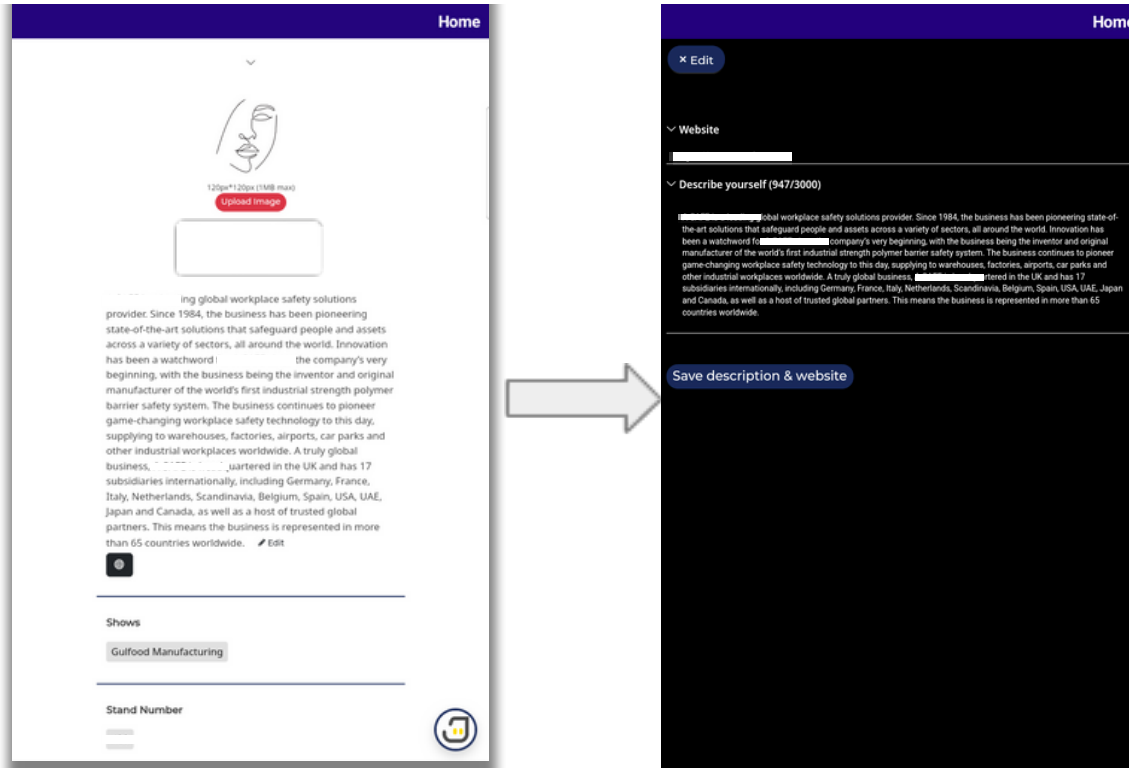 Home
120px*120px (1MB max)
Upload Image
ing global workplace safety solutions
provider. Since 1984, the business has been pioneering
state-of-the-art solutions that safeguard people and assets
across a variety of sectors, all around the world. Innovation
has been a watchword the company's very
beginning, with the business being the inventor and original
manufacturer of the world's first industrial strength polymer
barrier safety system. The business continues to pioneer
game-changing workplace safety technology to this day,
supplying to warehouses, factories, airports, car parks and
other industrial workplaces worldwide. A truly global
business, uartered in the UK and has 17
subsidiaries internationally, including Germany, France,
Italy, Netherlands, Scandinavia, Belgium, Spain, USA, UAE,
Japan and Canada, as well as a host of trusted global
partners. This means the business is represented in more
than 65 countries worldwide. Edit
Shows
Gulfood Manufacturing
Stand Number
Home
× Edit
Website
Describe yourself (947/3000)
obal workplace safety solutions provider. Since 1984, the business has been pioneering state-of-
the-art solutions that safeguard people and assets across a variety of sectors, all around the world. Innovation has
been a watchword fo company's very beginning, with the business being the inventor and original
manufacturer of the world's first industrial strength polymer barrier safety system. The business continues to pioneer
game-changing workplace safety technology to this day, supplying to warehouses, factories, airports, car parks and
other industrial workplaces worldwide. A truly global business, rtered in the UK and has 17
subsidiaries internationally, including Germany, France, Italy, Netherlands, Scandinavia, Belgium, Spain, USA, UAE, Japan
and Canada, as well as a host of trusted global partners. This means the business is represented in more than 65
countries worldwide.
Save description & website